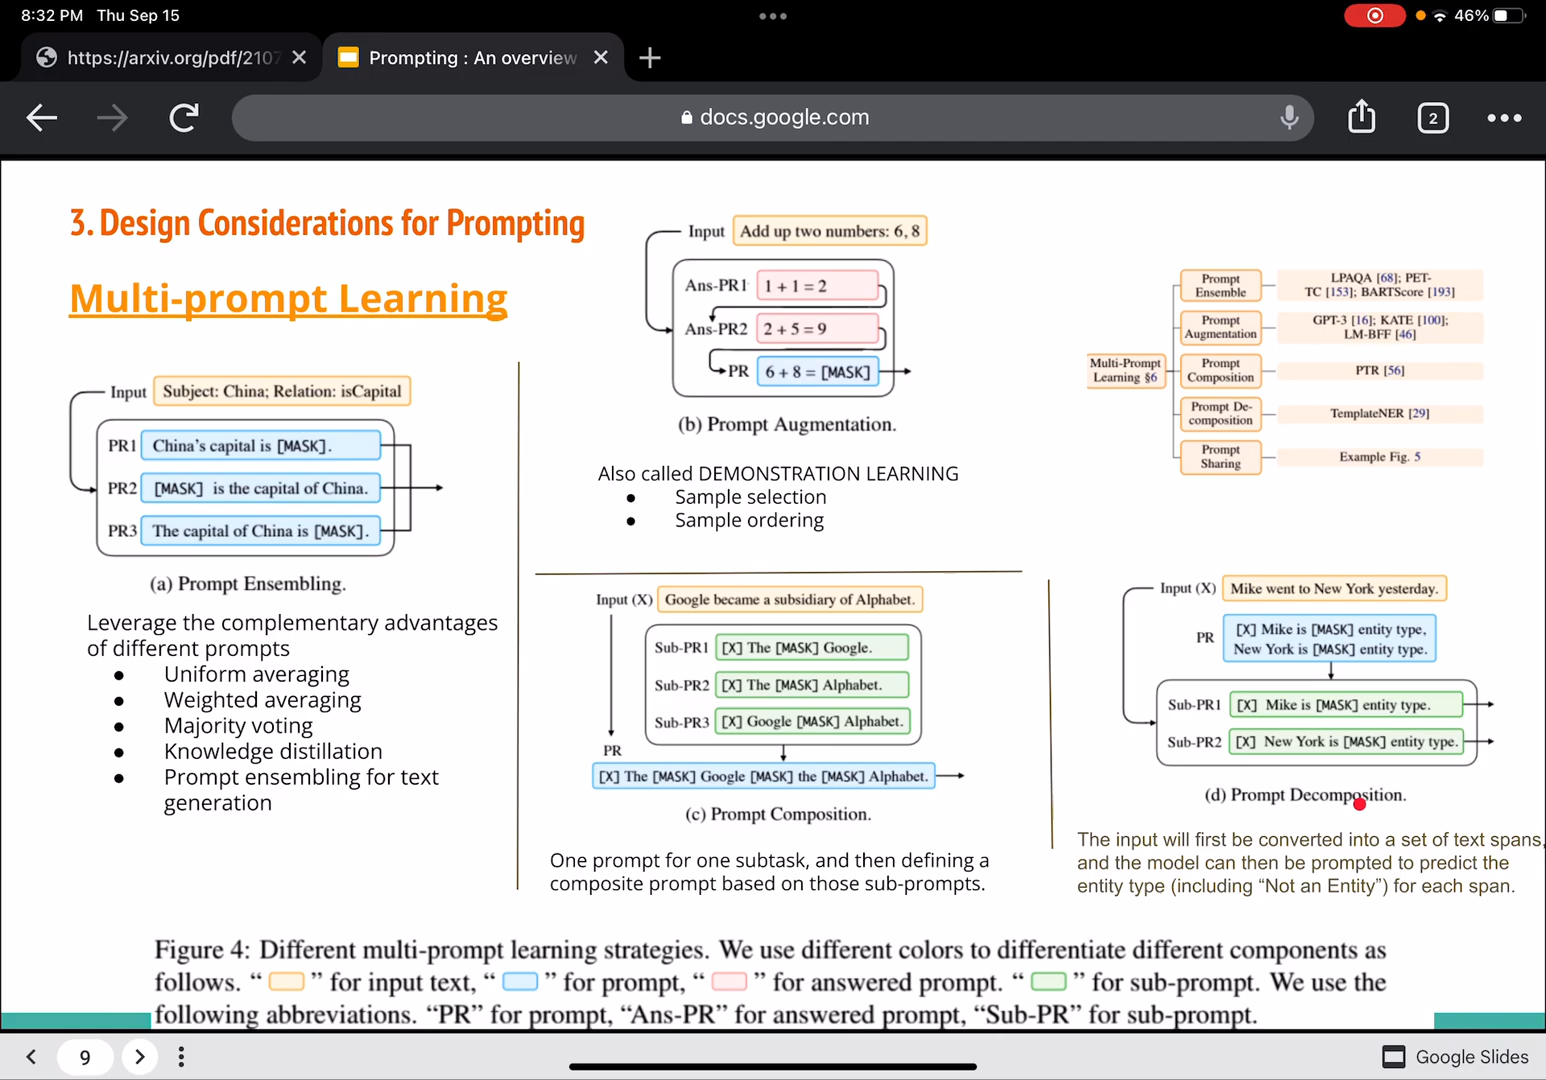 8:32 PM Thu Sep 15
46%
https://arxiv.org/pdf/2107
Prompting : An overview
docs.google.com
2
3. Design Considerations for Prompting
Multi-prompt Learning
Input Subject: China; Relation: isCapital
PR1 China's capital is [MASK].
PR2 [MASK] is the capital of China.
PR3 The capital of China is [MASK].
(a) Prompt Ensembling.
Leverage the complementary advantages
of different prompts
● Uniform averaging
● Weighted averaging
● Majority voting
● Knowledge distillation
● Prompt ensembling for text
generation
Input Add up two numbers: 6, 8
Ans-PR1 1 + 1 = 2
Ans-PR2 2 + 5 = 9
PR 6 + 8 = [MASK]
(b) Prompt Augmentation.
Also called DEMONSTRATION LEARNING
● Sample selection
● Sample ordering
Multi-Prompt
Learning §6
Prompt
Ensemble
LPAQA [68]; PET-
TC [153]; BARTScore [193]
Prompt
Augmentation
GPT-3 [16]; KATE [100];
LM-BFF [46]
Prompt
Composition
PTR [56]
Prompt De-
composition
TemplateNER [29]
Prompt
Sharing
Example Fig. 5
Input (X) Google became a subsidiary of Alphabet.
Sub-PR1 [X] The [MASK] Google.
Sub-PR2 [X] The [MASK] Alphabet.
Sub-PR3 [X] Google [MASK] Alphabet.
PR
[X] The [MASK] Google [MASK] the [MASK] Alphabet.
(c) Prompt Composition.
One prompt for one subtask, and then defining a
composite prompt based on those sub-prompts.
Input (X) Mike went to New York yesterday.
PR [X] Mike is [MASK] entity type,
New York is [MASK] entity type.
Sub-PR1 [X] Mike is [MASK] entity type.
Sub-PR2 [X] New York is [MASK] entity type.
(d) Prompt Decomposition.
The input will first be converted into a set of text spans,
and the model can then be prompted to predict the
entity type (including “Not an Entity”) for each span.
Figure 4: Different multi-prompt learning strategies. We use different colors to differentiate different components as
follows. “ ” for input text, “ ” for prompt, “ ” for answered prompt. “ ” for sub-prompt. We use the
following abbreviations. “PR” for prompt, “Ans-PR” for answered prompt, “Sub-PR” for sub-prompt.
9
Google Slides